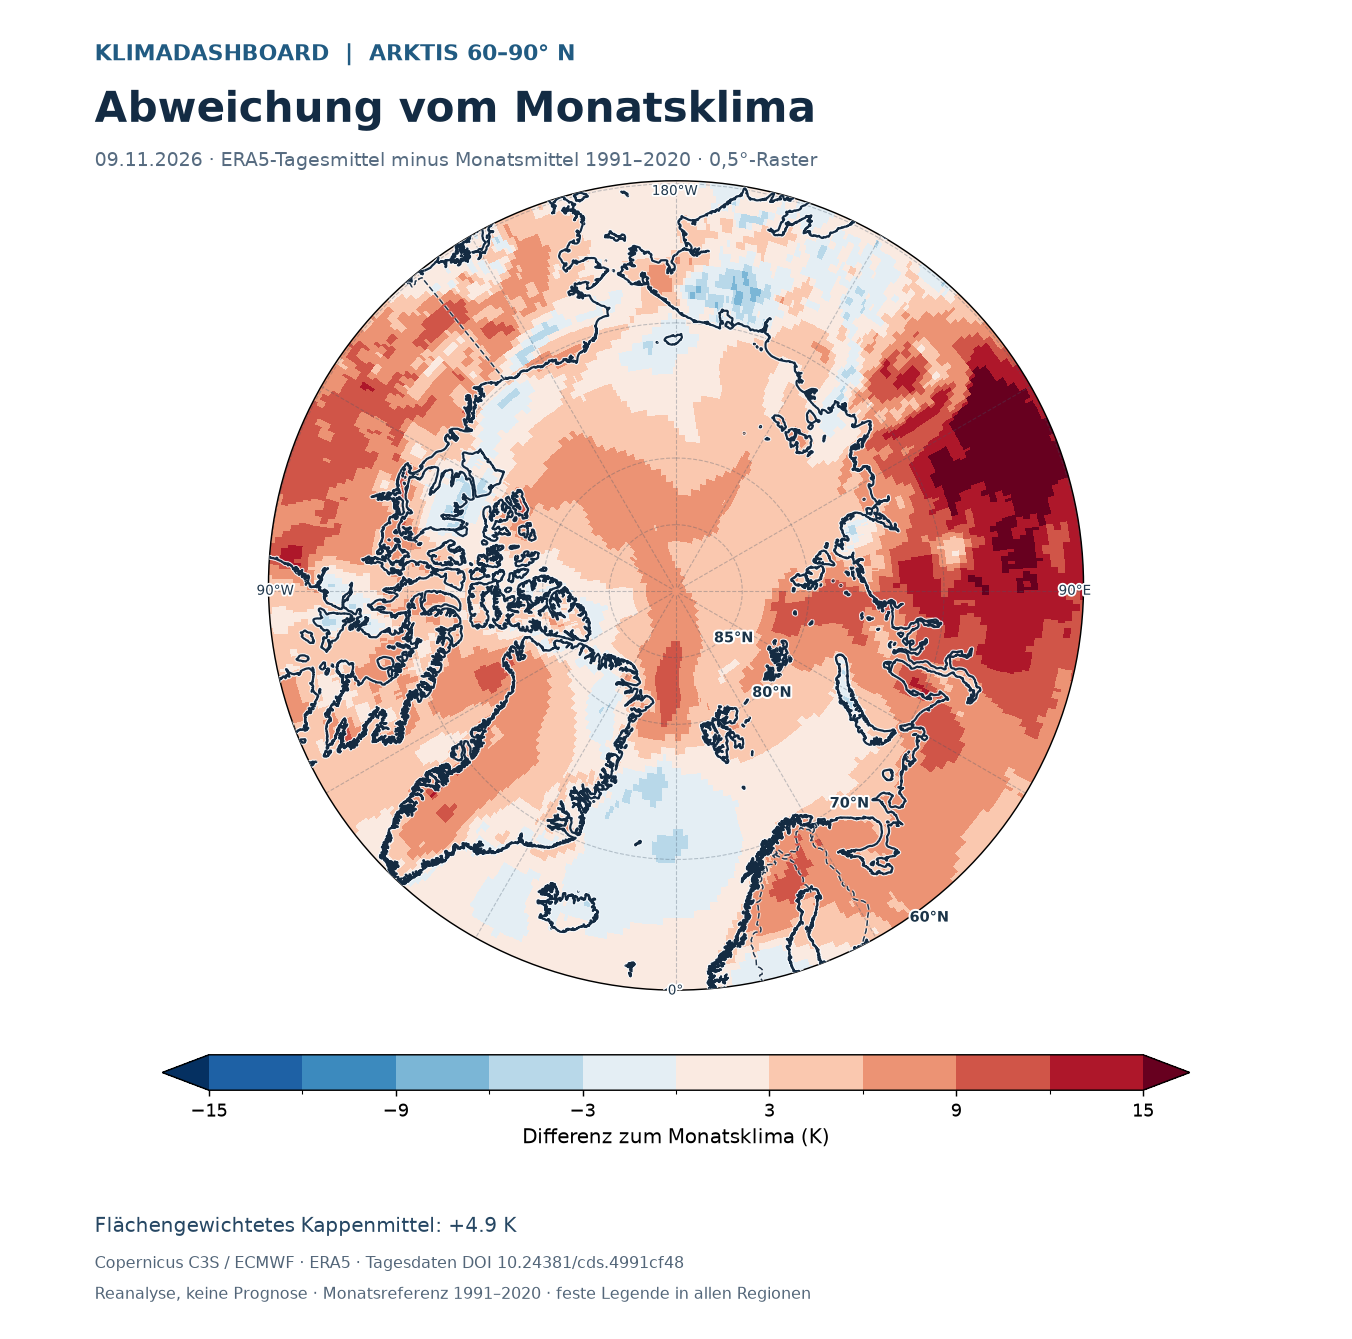 KLIMADASHBOARD | ARKTIS 60–90° N
Abweichung vom Monatsklima
09.11.2026 · ERA5-Tagesmittel minus Monatsmittel 1991–2020 · 0,5°-Raster
180°W
90°W
90°E
85°N
80°N
70°N
60°N
0°
−15 −9 −3 3 9 15
Differenz zum Monatsklima (K)
Flächengewichtetes Kappenmittel: +4.9 K
Copernicus C3S / ECMWF · ERA5 · Tagesdaten DOI 10.24381/cds.4991cf48
Reanalyse, keine Prognose · Monatsreferenz 1991–2020 · feste Legende in allen Regionen